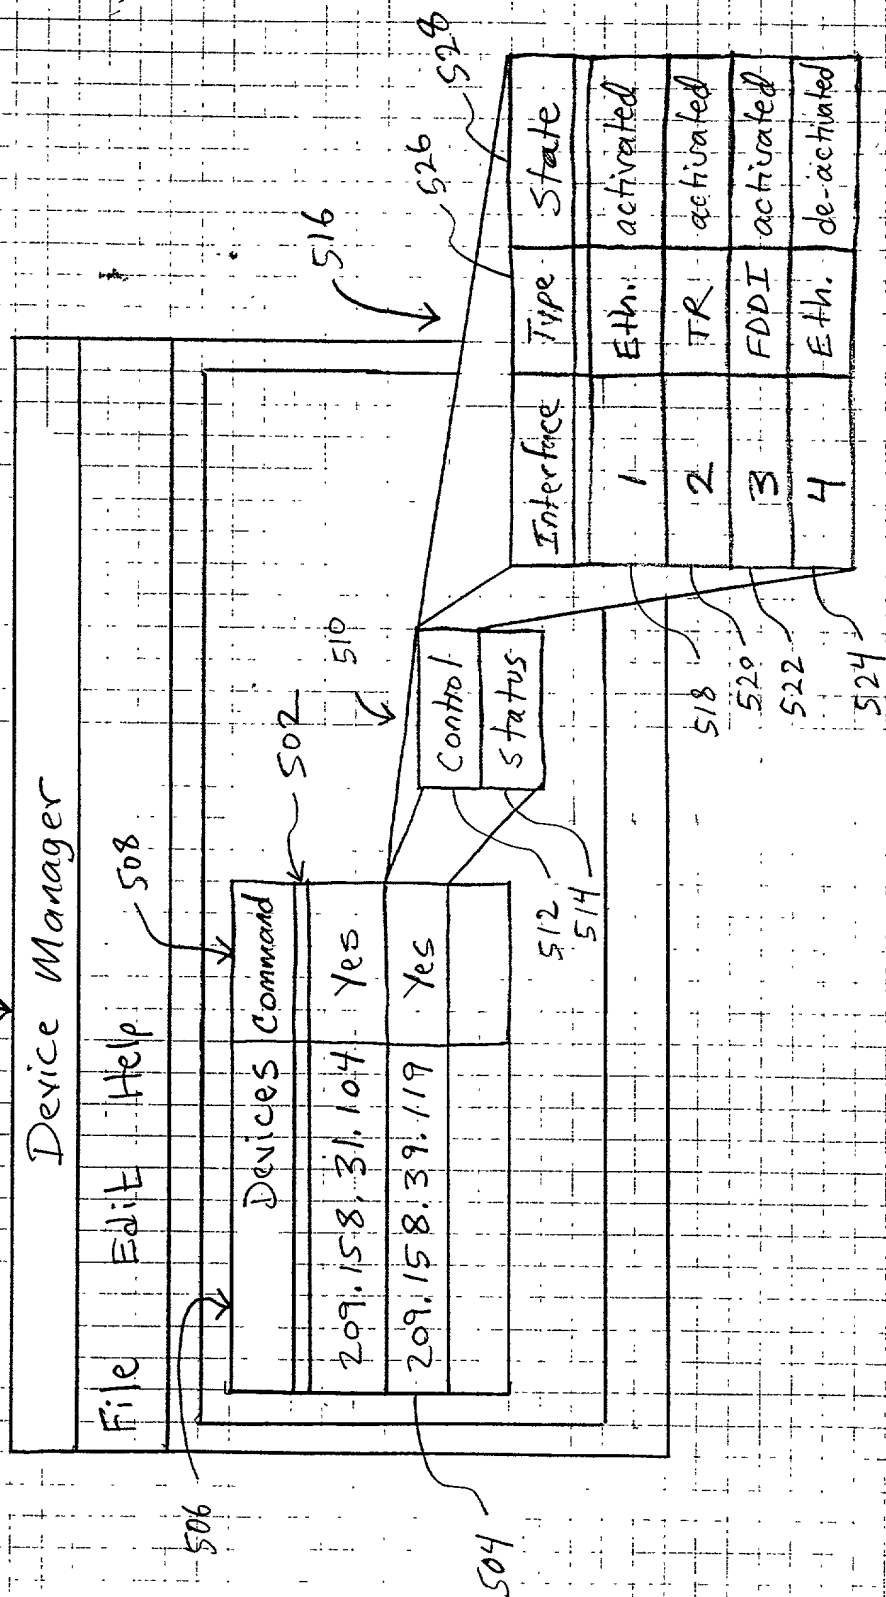 Device Manager
File Edit Help
508
506
Devices Command
502
209.158.31.104 Yes
209.158.39.119 Yes
504
510
Control
Status
512
514
516
526
528
Interface Type State
1 Eth. activated
2 TR activated
3 FDDI activated
4 Eth. de-activated
518
520
522
524